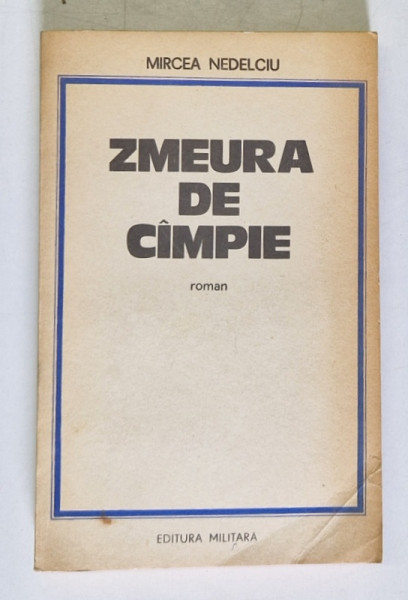 MIRCEA NEDELCIU
ZMEURA
DE
CÎMPIE
roman
EDITURA MILITARĂ